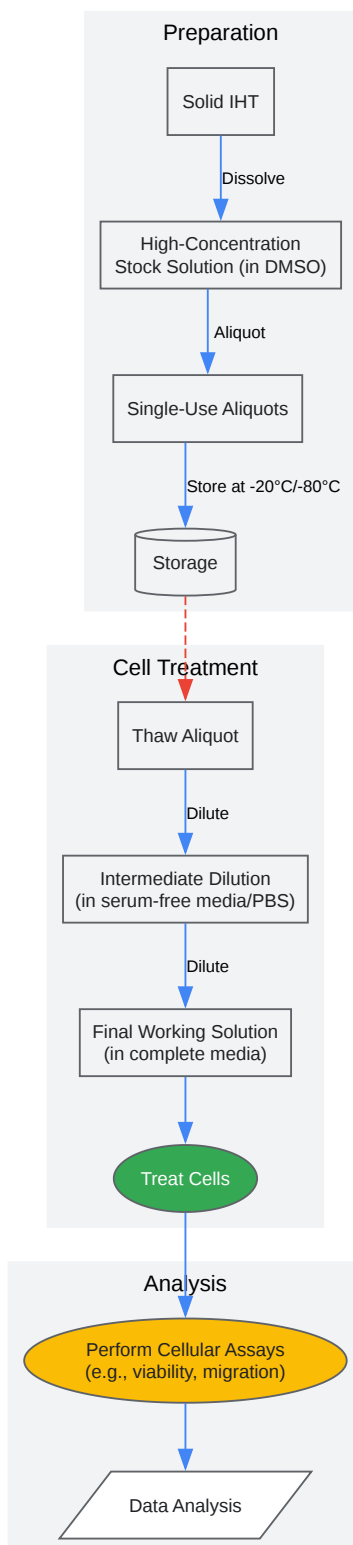 Preparation
Solid IHT
Dissolve
High-Concentration
Stock Solution (in DMSO)
Aliquot
Single-Use Aliquots
Store at -20°C/-80°C
Storage
Cell Treatment
Thaw Aliquot
Dilute
Intermediate Dilution
(in serum-free media/PBS)
Dilute
Final Working Solution
(in complete media)
Treat Cells
Analysis
Perform Cellular Assays
(e.g., viability, migration)
Data Analysis